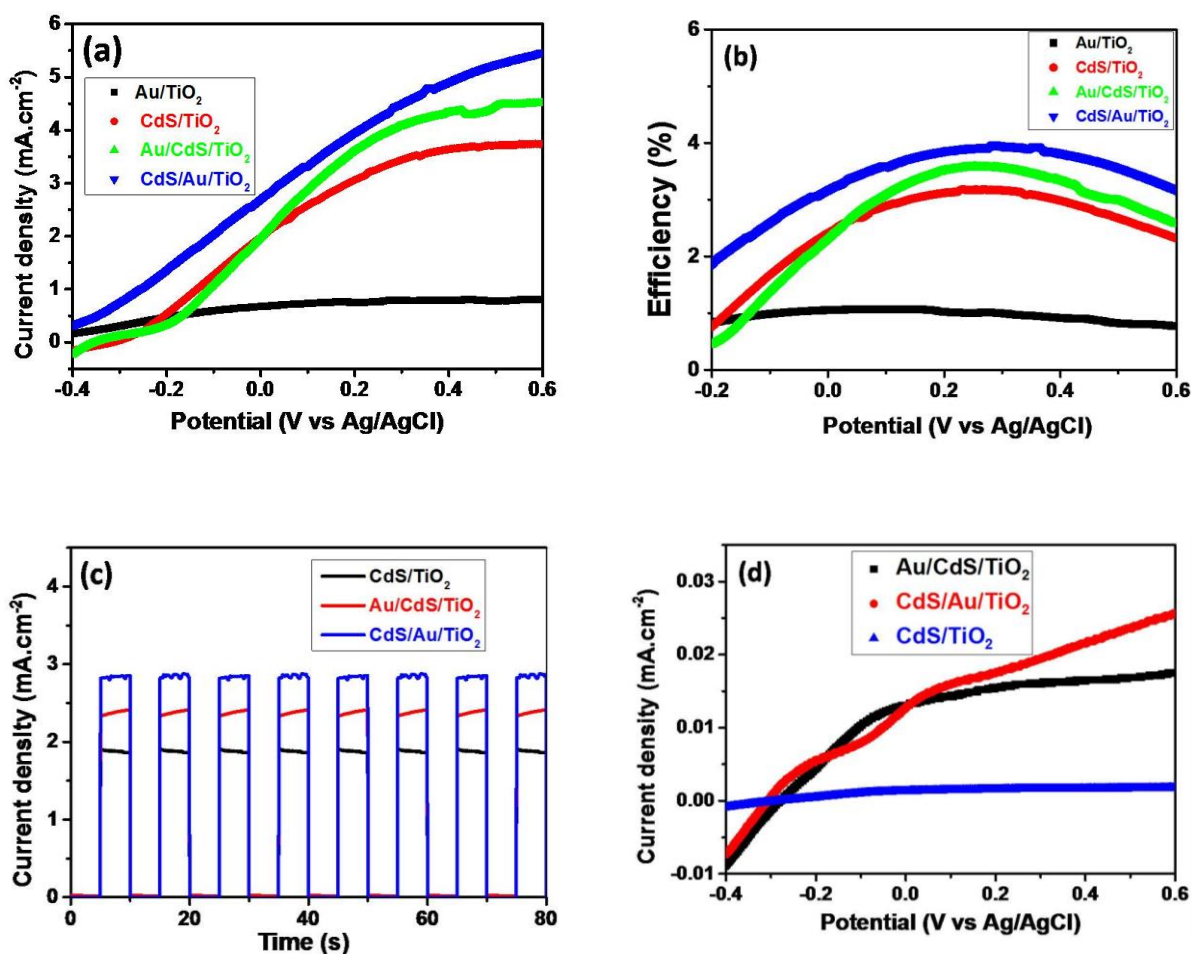 (a)
Au/TiO₂
CdS/TiO₂
Au/CdS/TiO₂
CdS/Au/TiO₂
Current density (mA.cm⁻²)
6
5
4
3
2
1
0
-0.4 -0.2 0.0 0.2 0.4 0.6
Potential (V vs Ag/AgCl)
(b)
Au/TiO₂
CdS/TiO₂
Au/CdS/TiO₂
CdS/Au/TiO₂
Efficiency (%)
6
4
2
0
-0.2 0.0 0.2 0.4 0.6
Potential (V vs Ag/AgCl)
(c)
CdS/TiO₂
Au/CdS/TiO₂
CdS/Au/TiO₂
Current density (mA.cm⁻²)
4
3
2
1
0
0 20 40 60 80
Time (s)
(d)
Au/CdS/TiO₂
CdS/Au/TiO₂
CdS/TiO₂
Current density (mA.cm⁻²)
0.03
0.02
0.01
0.00
-0.01
-0.4 -0.2 0.0 0.2 0.4 0.6
Potential (V vs Ag/AgCl)